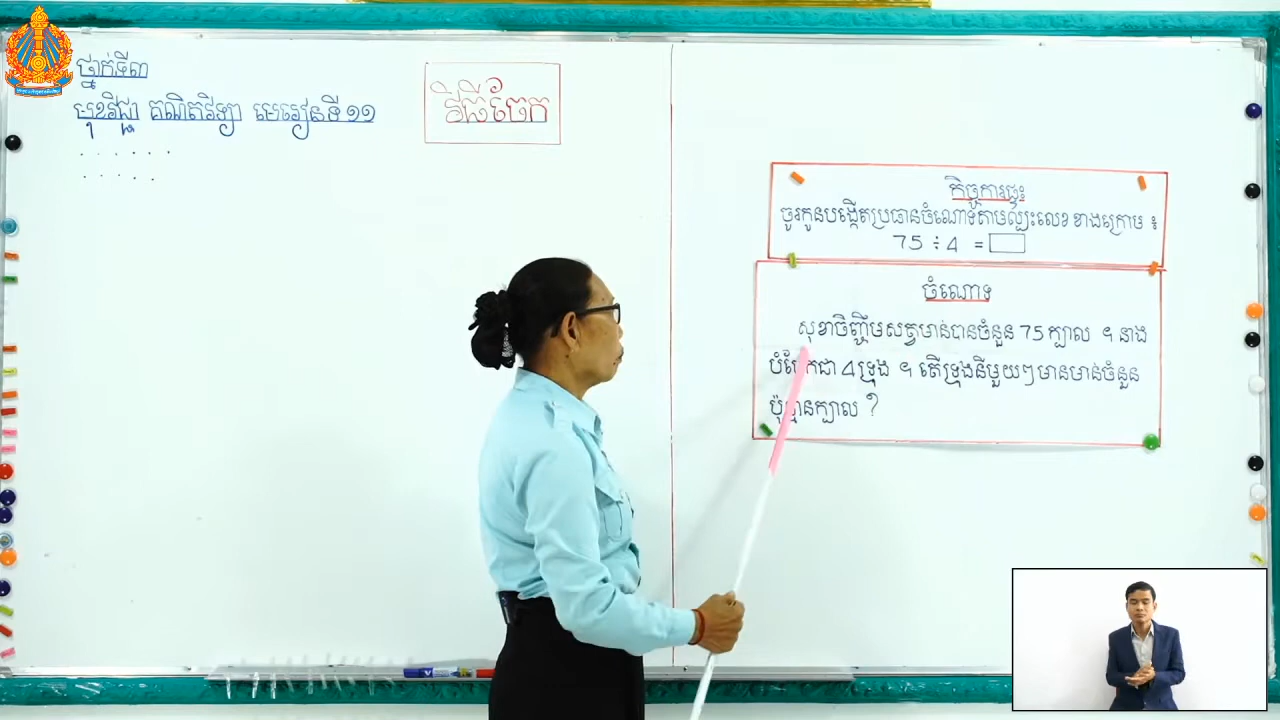 ថ្នាក់ទី៣
មុខវិជ្ជា គណិតវិទ្យា មេរៀនទី ១១
វិធីចែក
កិច្ចការផ្ទះ
ចូរកូនបង្កើតប្រធានចំណោទតាមល្បះលេខខាងក្រោម ៖
75 ÷ 4 =
ចំណោទ
សុខាចិញ្ចឹមសត្វមាន់បានចំនួន 75 ក្បាល ។ នាង
បំបែកជា 4 ទ្រុង ។ តើទ្រុងនីមួយៗមានមាន់ចំនួន
ប៉ុន្មានក្បាល ?